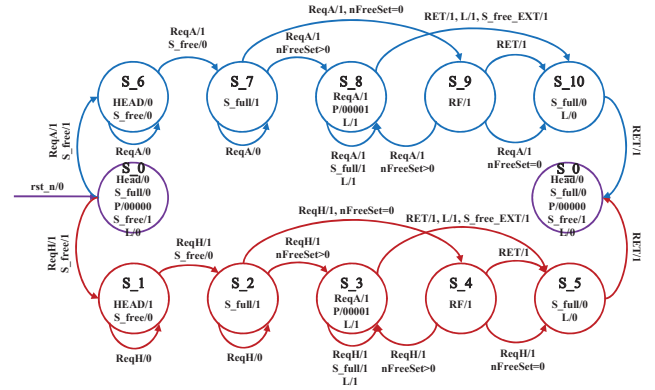 ReqA/1, nFreeSet=0
RET/1, L/1, S_free_EXT/1
ReqA/1
S_free/0
ReqA/1
nFreeSet>0
RET/1
S_6
HEAD/0
S_free/0
S_7
S_full/1
S_8
ReqA/1
P/00001
L/1
S_9
RF/1
S_10
S_full/0
L/0
ReqA/1
S_free/1
ReqA/0
ReqA/0
ReqA/1
S_full/1
L/1
ReqA/1
nFreeSet>0
ReqA/1
nFreeSet=0
RET/1
rst_n/0
S_0
Head/0
S_full/0
P/00000
S_free/1
L/0
S_0
Head/0
S_full/0
P/00000
S_free/1
L/0
ReqH/1
S_free/1
ReqH/1, nFreeSet=0
RET/1, L/1, S_free_EXT/1
ReqH/1
S_free/0
ReqH/1
nFreeSet>0
RET/1
RET/1
S_1
HEAD/1
S_free/0
S_2
S_full/1
S_3
ReqA/1
P/00001
L/1
S_4
RF/1
S_5
S_full/0
L/0
ReqH/0
ReqH/0
ReqH/1
S_full/1
L/1
ReqH/1
nFreeSet>0
ReqH/1
nFreeSet=0